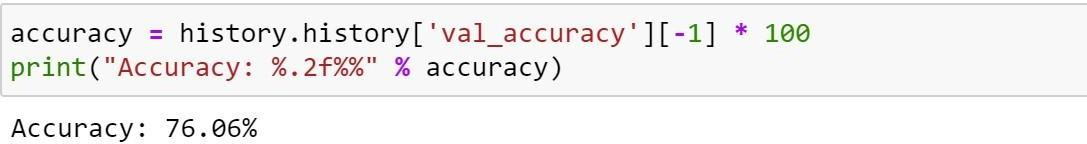 accuracy = history.history['val_accuracy'][-1] * 100
print("Accuracy: %.2f%%" % accuracy)
Accuracy: 76.06%